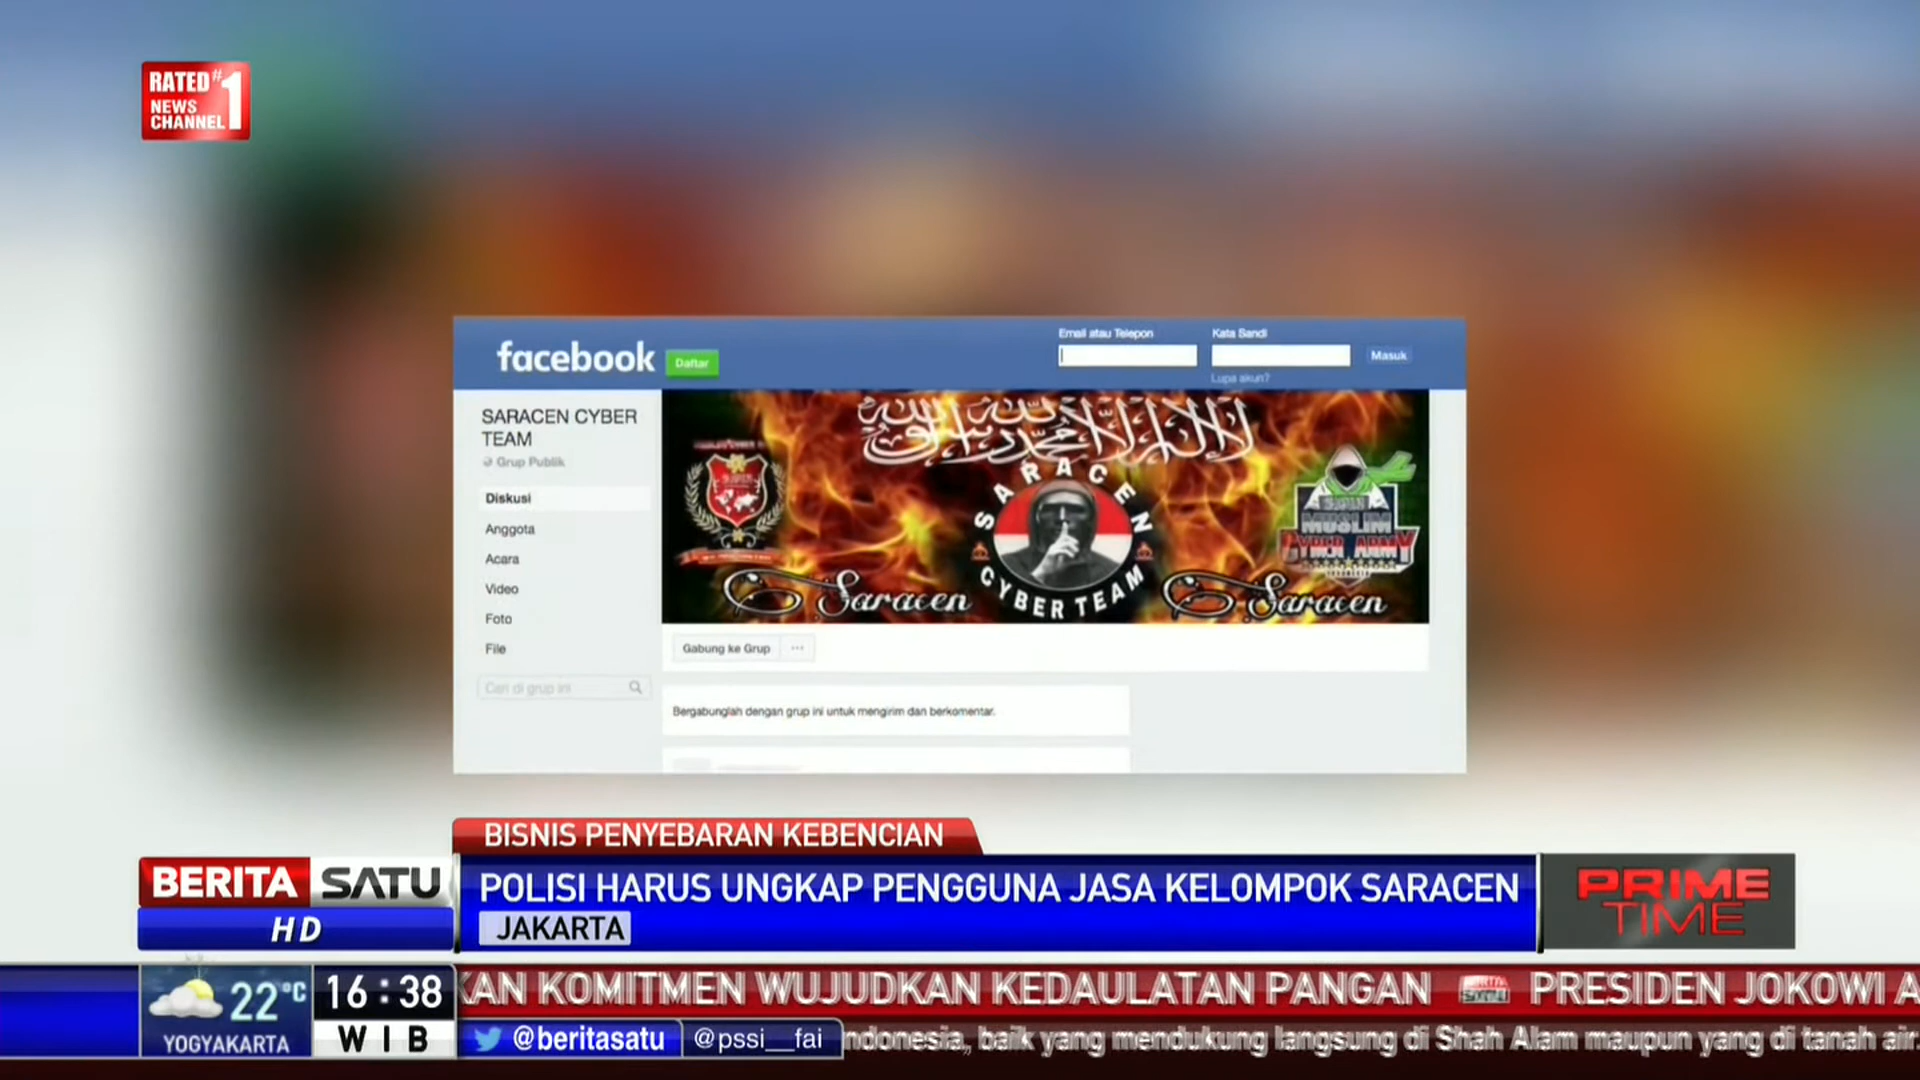 RATED #1
NEWS
CHANNEL
Email atau Telepon
Kata Sandi
facebook
Daftar
Masuk
Lupa akun?
SARACEN CYBER
TEAM
Grup Publik
Diskusi
Anggota
Acara
Video
Foto
File
Cari di grup ini
لا إله إلا الله محمد رسول الله
SARACEN
CYBER TEAM
Saracen
Saracen
MUSLIM
CYBER ARMY
Gabung ke Grup
Bergabunglah dengan grup ini untuk mengirim dan berkomentar.
BISNIS PENYEBARAN KEBENCIAN
BERITA SATU
HD
POLISI HARUS UNGKAP PENGGUNA JASA KELOMPOK SARACEN
JAKARTA
PRIME
TIME
22°C
YOGYAKARTA
16:38
WIB
KAN KOMITMEN WUJUDKAN KEDAULATAN PANGAN
PRESIDEN JOKOWI A
@beritasatu
@pssi__fai
ndonesia, baik yang mendukung langsung di Shah Alam maupun yang di tanah air.